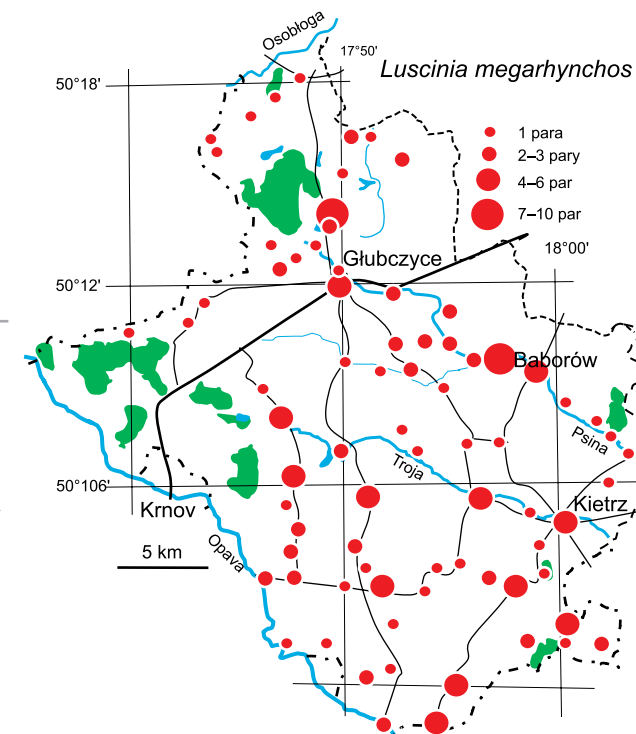 Osobłoga
17°50'
50°18'
Luscinia megarhynchos
1 para
2–3 pary
4–6 par
7–10 par
18°00'
Głubczyce
50°12'
Baborów
Psina
Troja
50°106'
Krnov
Kietrz
5 km
Opava